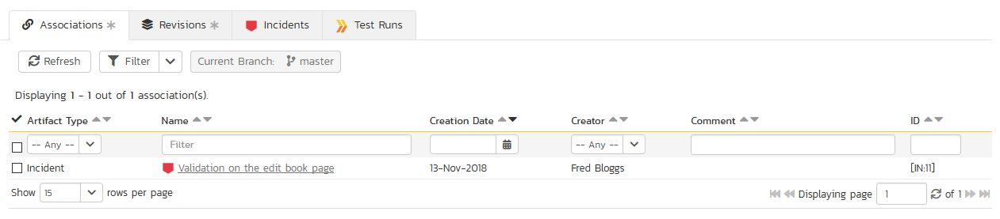 Associations Revisions Incidents Test Runs
Refresh Filter Current Branch: master
Displaying 1 - 1 out of 1 association(s).
Artifact Type Name Creation Date Creator Comment ID
-- Any -- Filter -- Any --
Incident Validation on the edit book page 13-Nov-2018 Fred Bloggs [IN:11]
Show 15 rows per page Displaying page 1 of 1